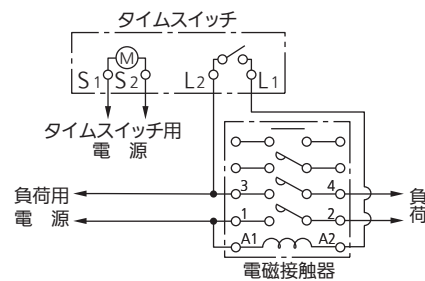 タイムスイッチ
M
S1 S2 L2 L1
タイムスイッチ用
電 源
負荷用
電 源
3 4
1 2
A1 A2
負
荷
電磁接触器